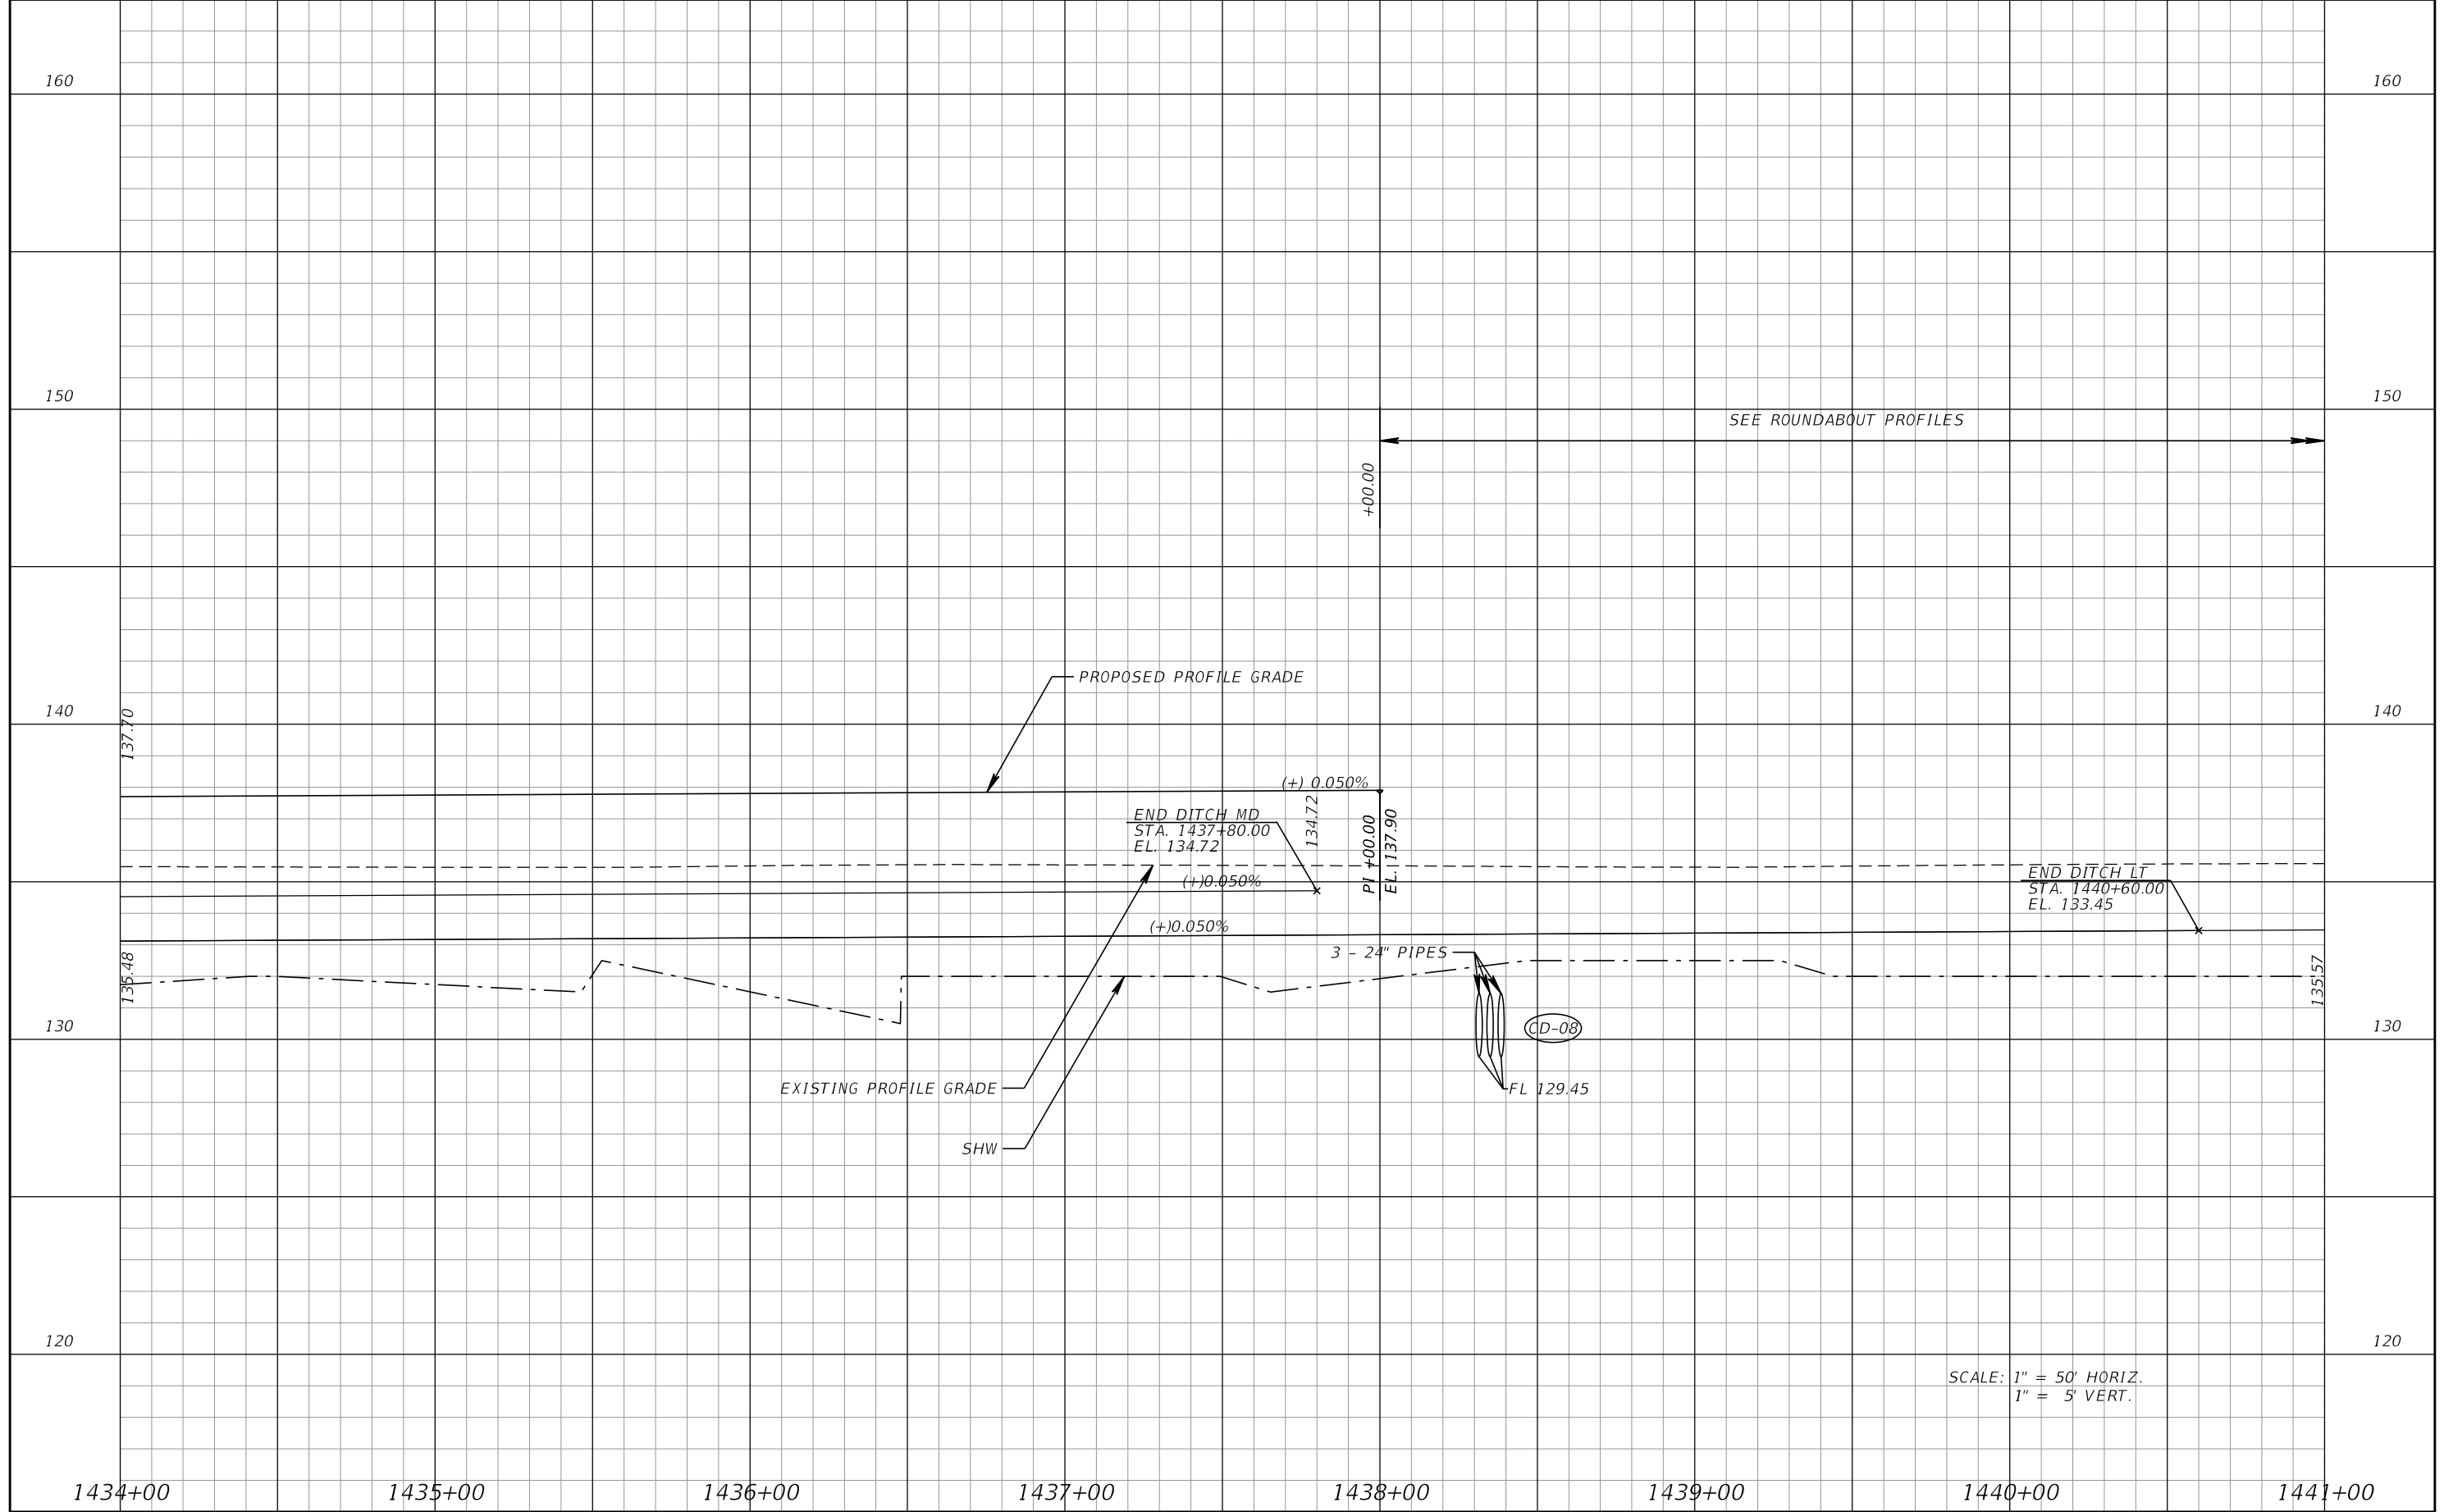 160
160
150
150
SEE ROUNDABOUT PROFILES
+00.00
PROPOSED PROFILE GRADE
140
140
137.70
(+) 0.050%
END DITCH MD
STA. 1437+80.00
EL. 134.72
134.72
PI +00.00
EL. 137.90
(+)0.050%
END DITCH LT
STA. 1440+60.00
EL. 133.45
(+)0.050%
3 - 24" PIPES
135.48
135.57
130
CD-08
130
EXISTING PROFILE GRADE
FL 129.45
SHW
120
120
SCALE: 1" = 50' HORIZ.
1" = 5' VERT.
1434+00
1435+00
1436+00
1437+00
1438+00
1439+00
1440+00
1441+00